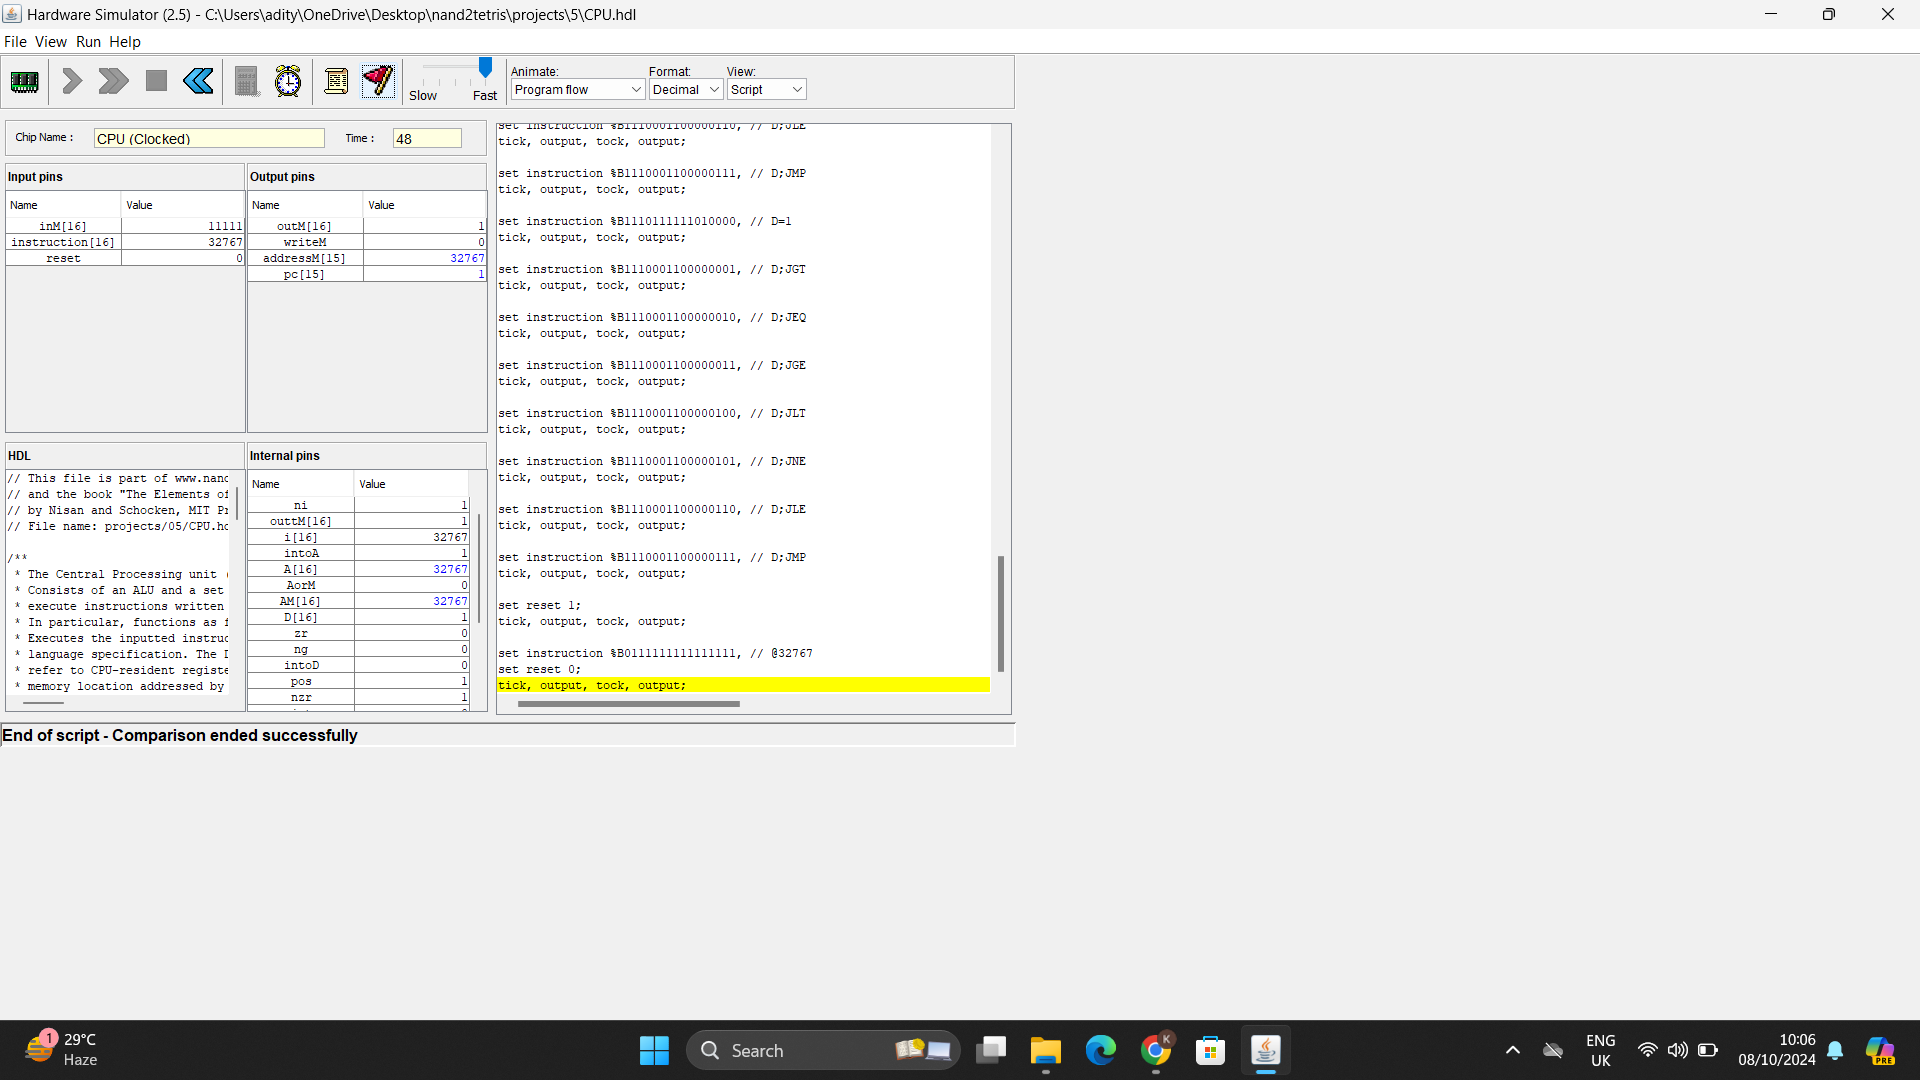 Hardware Simulator (2.5) - C:\Users\adity\OneDrive\Desktop\nand2tetris\projects\5\CPU.hdl
File View Run Help
Slow Fast
Animate: Format: View:
Program flow Decimal Script
Chip Name : CPU (Clocked) Time : 48
Input pins
Name Value
inM[16] 11111
instruction[16] 32767
reset 0
Output pins
Name Value
outM[16] 1
writeM 0
addressM[15] 32767
pc[15] 1
HDL
// This file is part of www.nand
// and the book "The Elements of
// by Nisan and Schocken, MIT Pr
// File name: projects/05/CPU.hd
/**
* The Central Processing unit (
* Consists of an ALU and a set
* execute instructions written
* In particular, functions as f
* Executes the inputted instruc
* language specification. The D
* refer to CPU-resident registe
* memory location addressed by
Internal pins
Name Value
ni 1
outtM[16] 1
i[16] 32767
intoA 1
A[16] 32767
AorM 0
AM[16] 32767
D[16] 1
zr 0
ng 0
intoD 0
pos 1
nzr 1
set instruction %B1110001100000110, // D;JLE
tick, output, tock, output;
set instruction %B1110001100000111, // D;JMP
tick, output, tock, output;
set instruction %B1110111111010000, // D=1
tick, output, tock, output;
set instruction %B1110001100000001, // D;JGT
tick, output, tock, output;
set instruction %B1110001100000010, // D;JEQ
tick, output, tock, output;
set instruction %B1110001100000011, // D;JGE
tick, output, tock, output;
set instruction %B1110001100000100, // D;JLT
tick, output, tock, output;
set instruction %B1110001100000101, // D;JNE
tick, output, tock, output;
set instruction %B1110001100000110, // D;JLE
tick, output, tock, output;
set instruction %B1110001100000111, // D;JMP
tick, output, tock, output;
set reset 1;
tick, output, tock, output;
set instruction %B0111111111111111, // @32767
set reset 0;
tick, output, tock, output;
End of script - Comparison ended successfully
1
29°C
Haze
Search
K
ENG
UK
10:06
08/10/2024
PRE